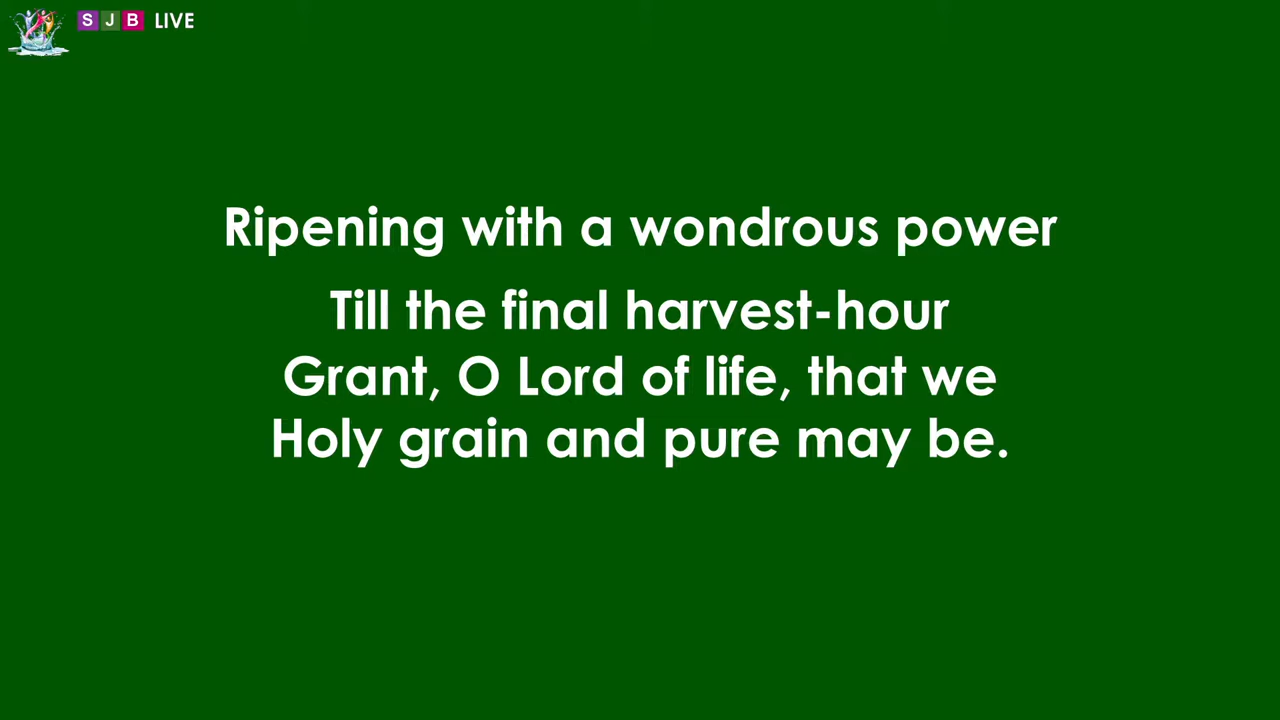 SJB LIVE
Ripening with a wondrous power
Till the final harvest-hour
Grant, O Lord of life, that we
Holy grain and pure may be.